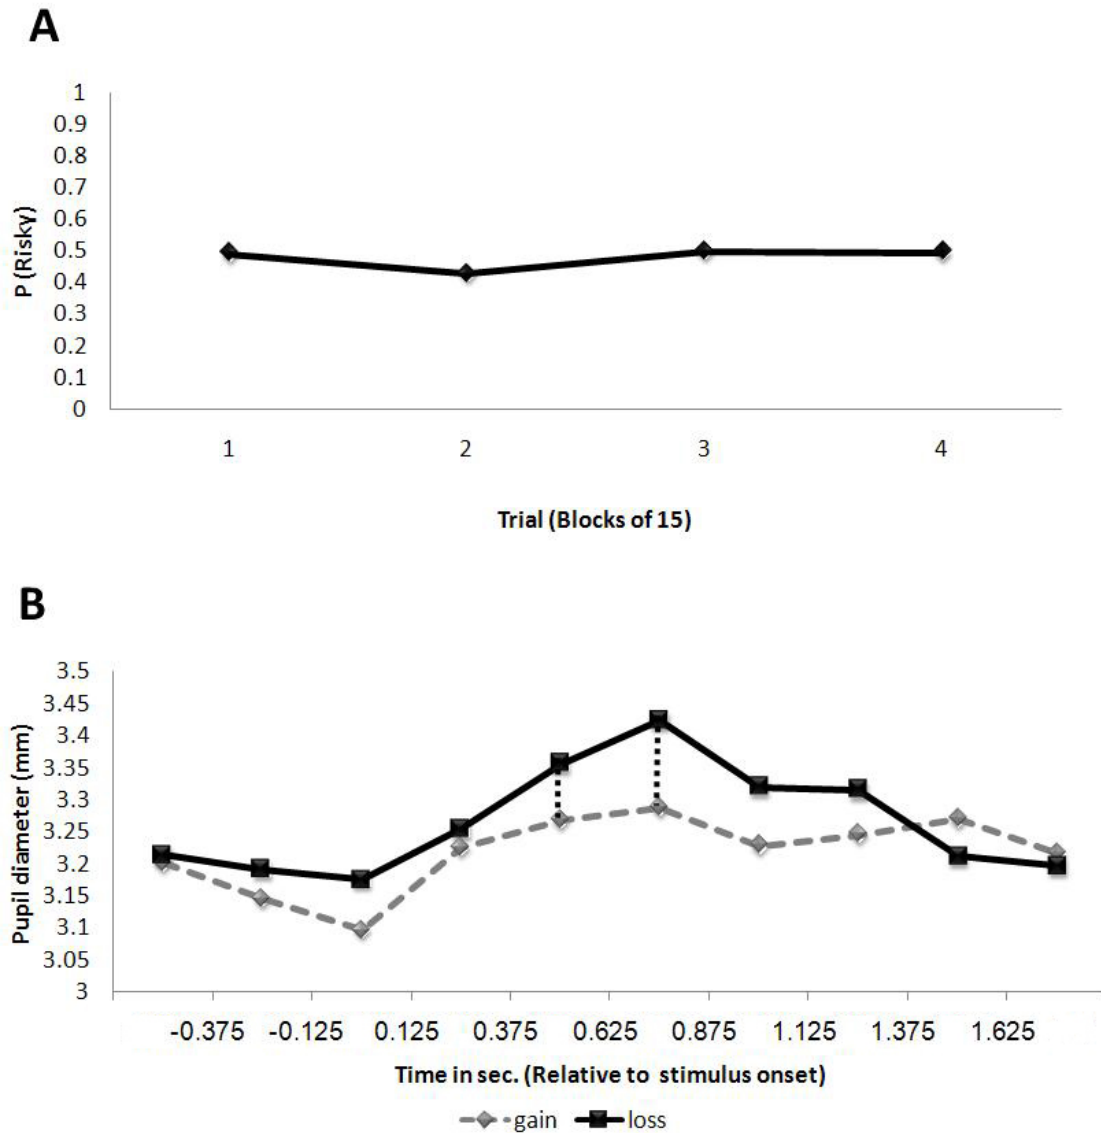 A
1
0.9
0.8
0.7
0.6
0.5
0.4
0.3
0.2
0.1
0
P (Risky)
1 2 3 4
Trial (Blocks of 15)
B
3.5
3.45
3.4
3.35
3.3
3.25
3.2
3.15
3.1
3.05
3
Pupil diameter (mm)
-0.375 -0.125 0.125 0.375 0.625 0.875 1.125 1.375 1.625
Time in sec. (Relative to stimulus onset)
gain loss